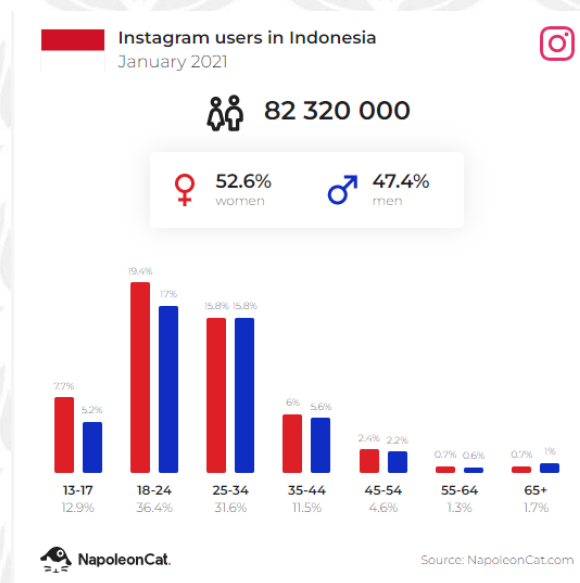 Instagram users in Indonesia
January 2021
82 320 000
52.6%
women
47.4%
men
7.7% 5.2%
19.4% 17%
15.8% 15.8%
6% 5.6%
2.4% 2.2%
0.7% 0.6%
0.7% 1%
13-17 18-24 25-34 35-44 45-54 55-64 65+
12.9% 36.4% 31.6% 11.5% 4.6% 1.3% 1.7%
NapoleonCat.
Source: NapoleonCat.com